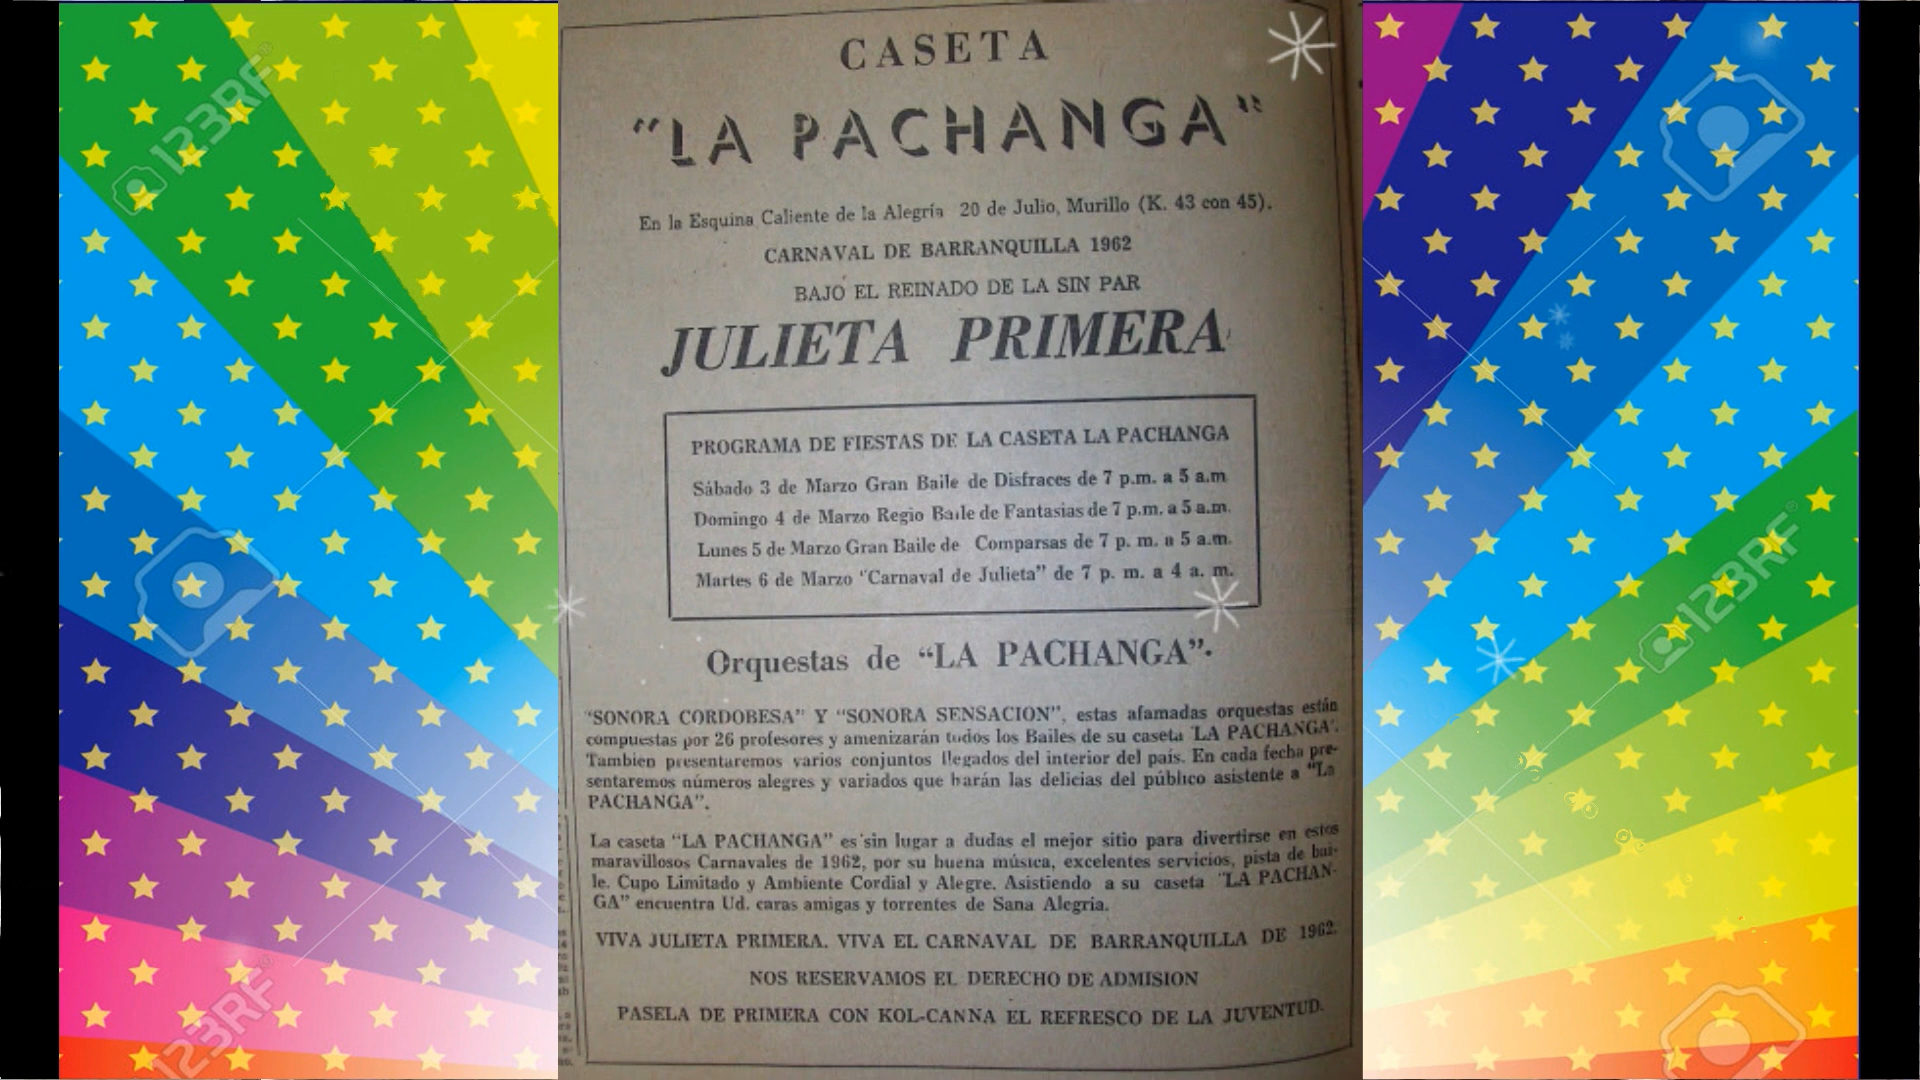 CASETA
"LA PACHANGA"
En la Esquina Caliente de la Alegría 20 de Julio, Murillo (K. 43 con 45).
CARNAVAL DE BARRANQUILLA 1962
BAJO EL REINADO DE LA SIN PAR
JULIETA PRIMERA
PROGRAMA DE FIESTAS DE LA CASETA LA PACHANGA
Sábado 3 de Marzo Gran Baile de Disfraces de 7 p.m. a 5 a.m
Domingo 4 de Marzo Regio Baile de Fantasias de 7 p.m. a 5 a.m.
Lunes 5 de Marzo Gran Baile de Comparsas de 7 p. m. a 5 a.m.
Martes 6 de Marzo "Carnaval de Julieta" de 7 p. m. a 4 a. m.
Orquestas de "LA PACHANGA".
"SONORA CORDOBESA" Y "SONORA SENSACION", estas afamadas orquestas están
compuestas por 26 profesores y amenizarán todos los Bailes de su caseta "LA PACHANGA".
Tambien presentaremos varios conjuntos llegados del interior del país. En cada fecha pre-
sentaremos números alegres y variados que harán las delicias del público asistente a "La
PACHANGA".
La caseta "LA PACHANGA" es sin lugar a dudas el mejor sitio para divertirse en estos
maravillosos Carnavales de 1962, por su buena música, excelentes servicios, pista de bai-
le. Cupo Limitado y Ambiente Cordial y Alegre. Asistiendo a su caseta "LA PACHAN-
GA" encuentra Ud. caras amigas y torrentes de Sana Alegria.
VIVA JULIETA PRIMERA. VIVA EL CARNAVAL DE BARRANQUILLA DE 1962.
NOS RESERVAMOS EL DERECHO DE ADMISION
PASELA DE PRIMERA CON KOL-CANNA EL REFRESCO DE LA JUVENTUD.
123RF
123RF
123RF